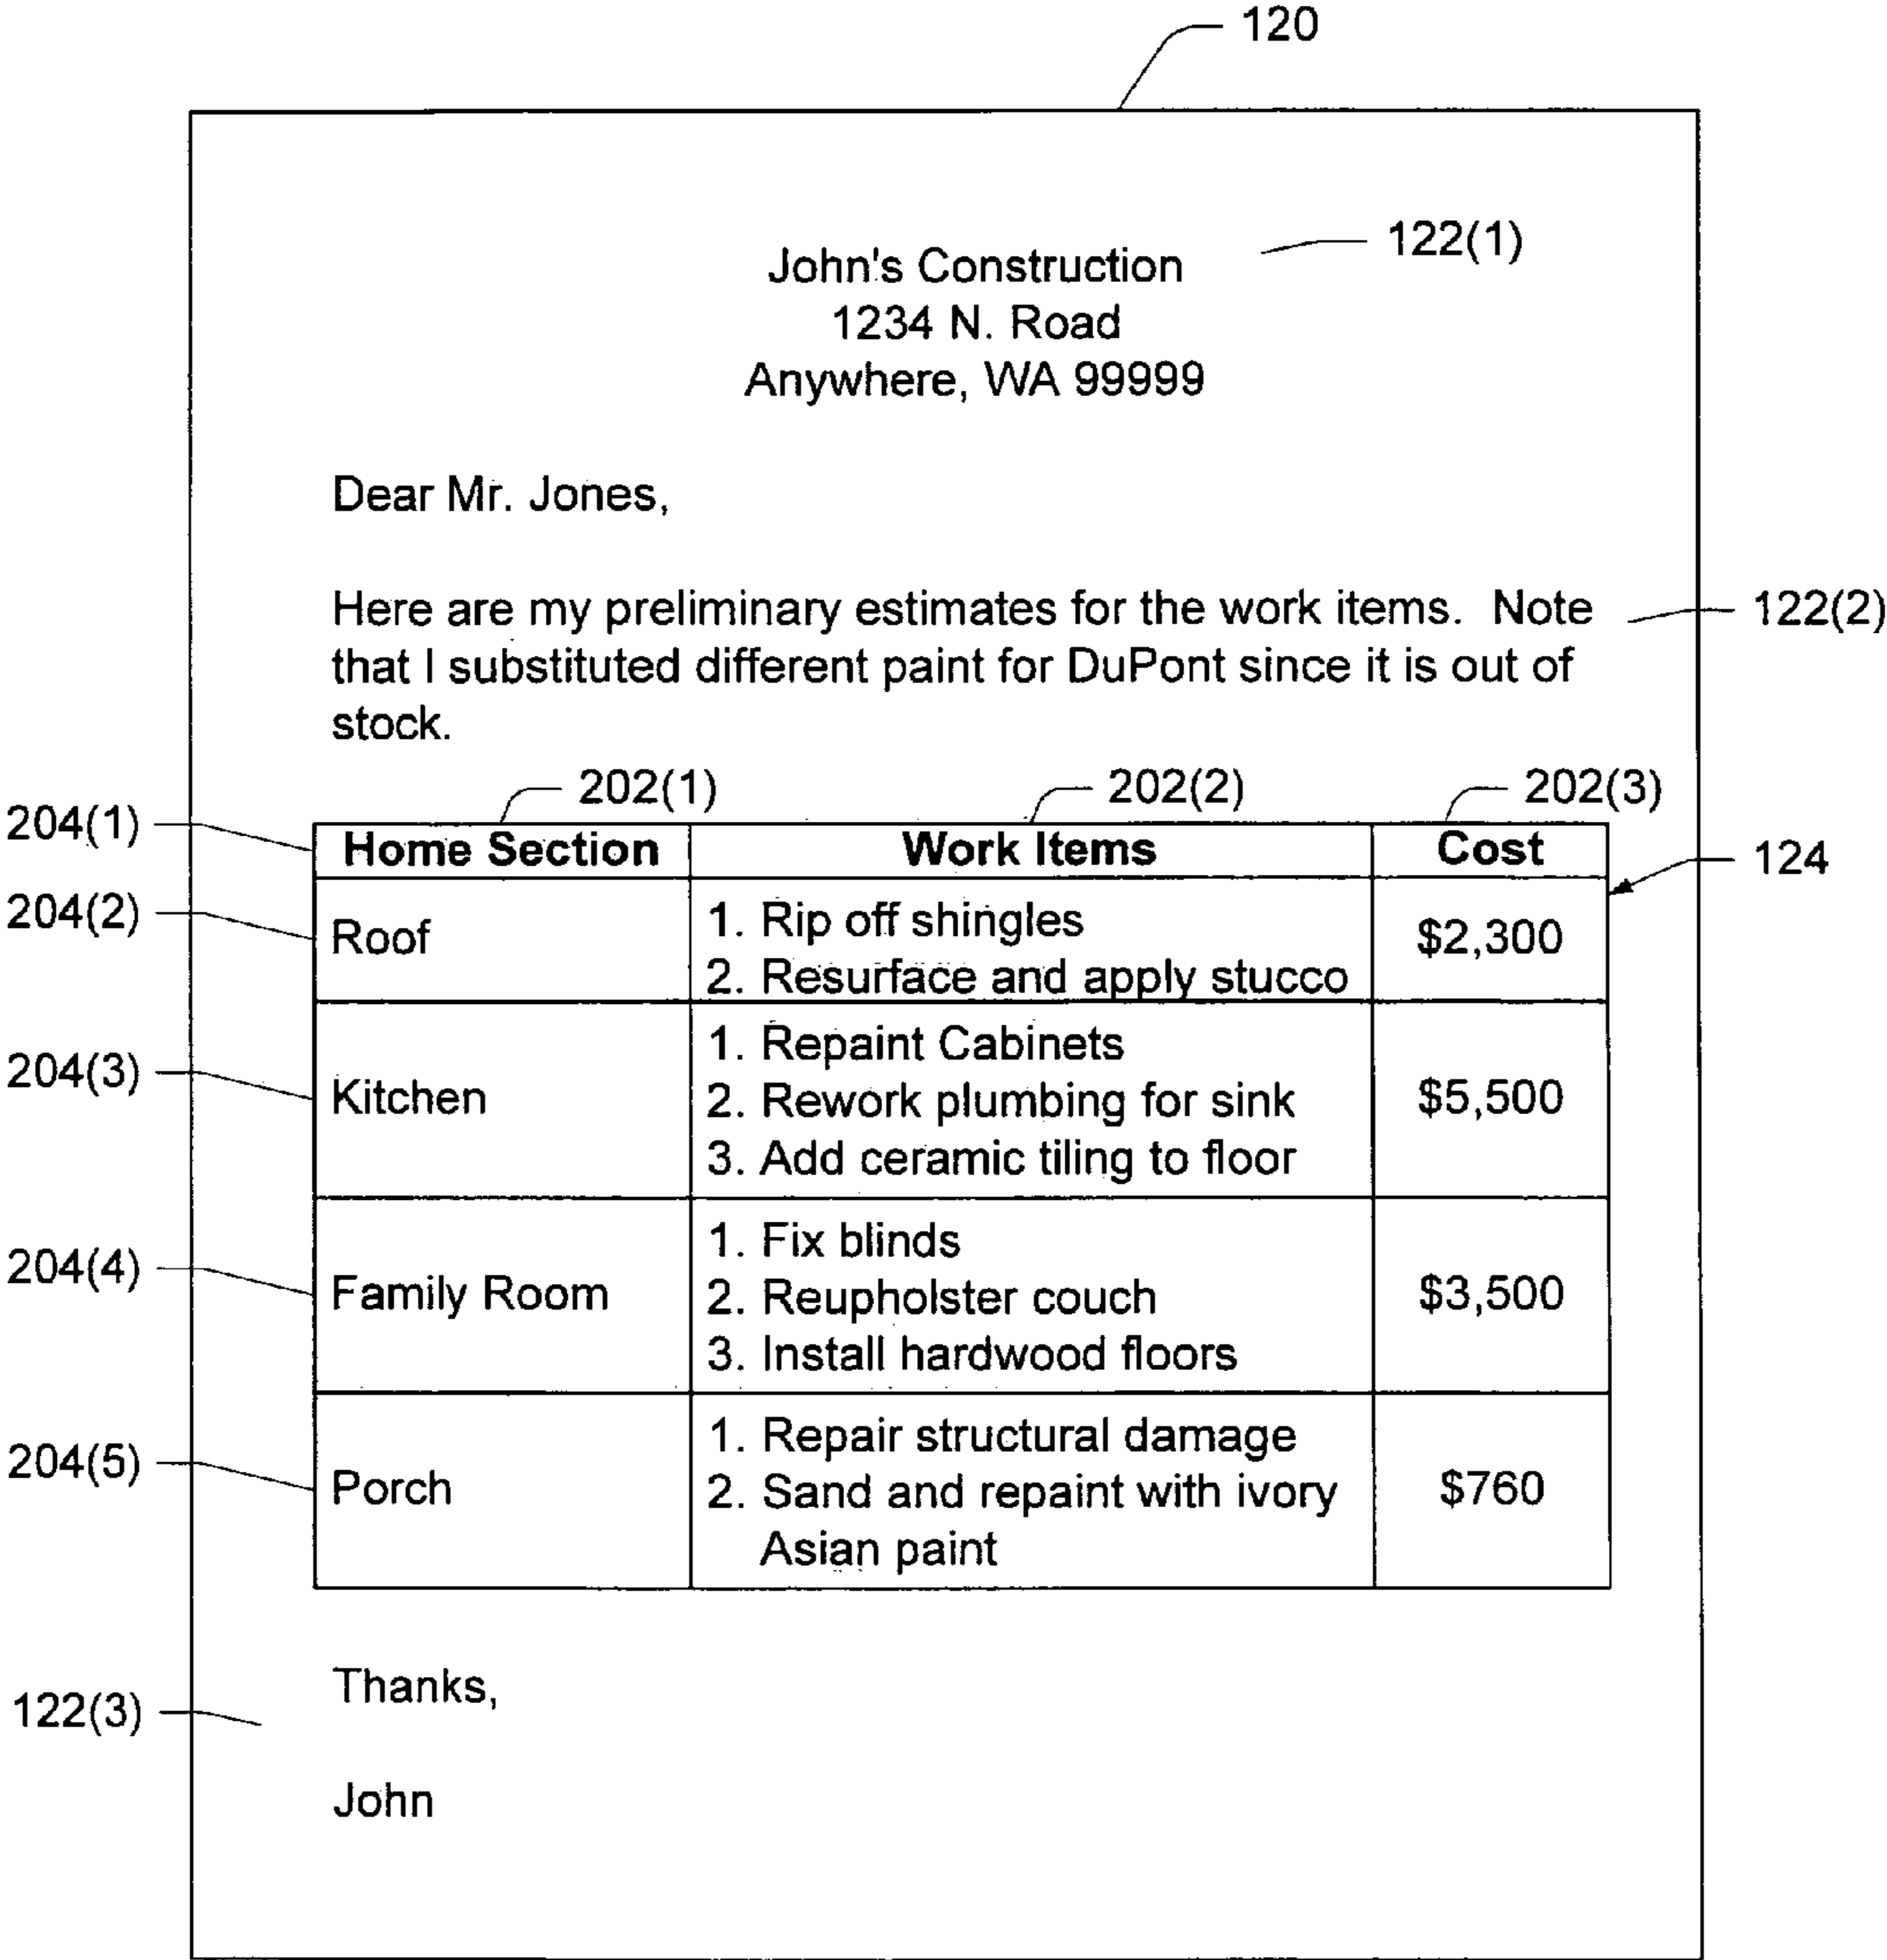 120
John's Construction
122(1)
1234 N. Road
Anywhere, WA 99999
Dear Mr. Jones,
Here are my preliminary estimates for the work items. Note
122(2)
that I substituted different paint for DuPont since it is out of
stock.
202(1)
202(2)
202(3)
204(1)
Home Section
Work Items
Cost
124
204(2)
Roof
1. Rip off shingles
2. Resurface and apply stucco
$2,300
204(3)
Kitchen
1. Repaint Cabinets
2. Rework plumbing for sink
3. Add ceramic tiling to floor
$5,500
204(4)
Family Room
1. Fix blinds
2. Reupholster couch
3. Install hardwood floors
$3,500
204(5)
Porch
1. Repair structural damage
2. Sand and repaint with ivory
Asian paint
$760
Thanks,
122(3)
John